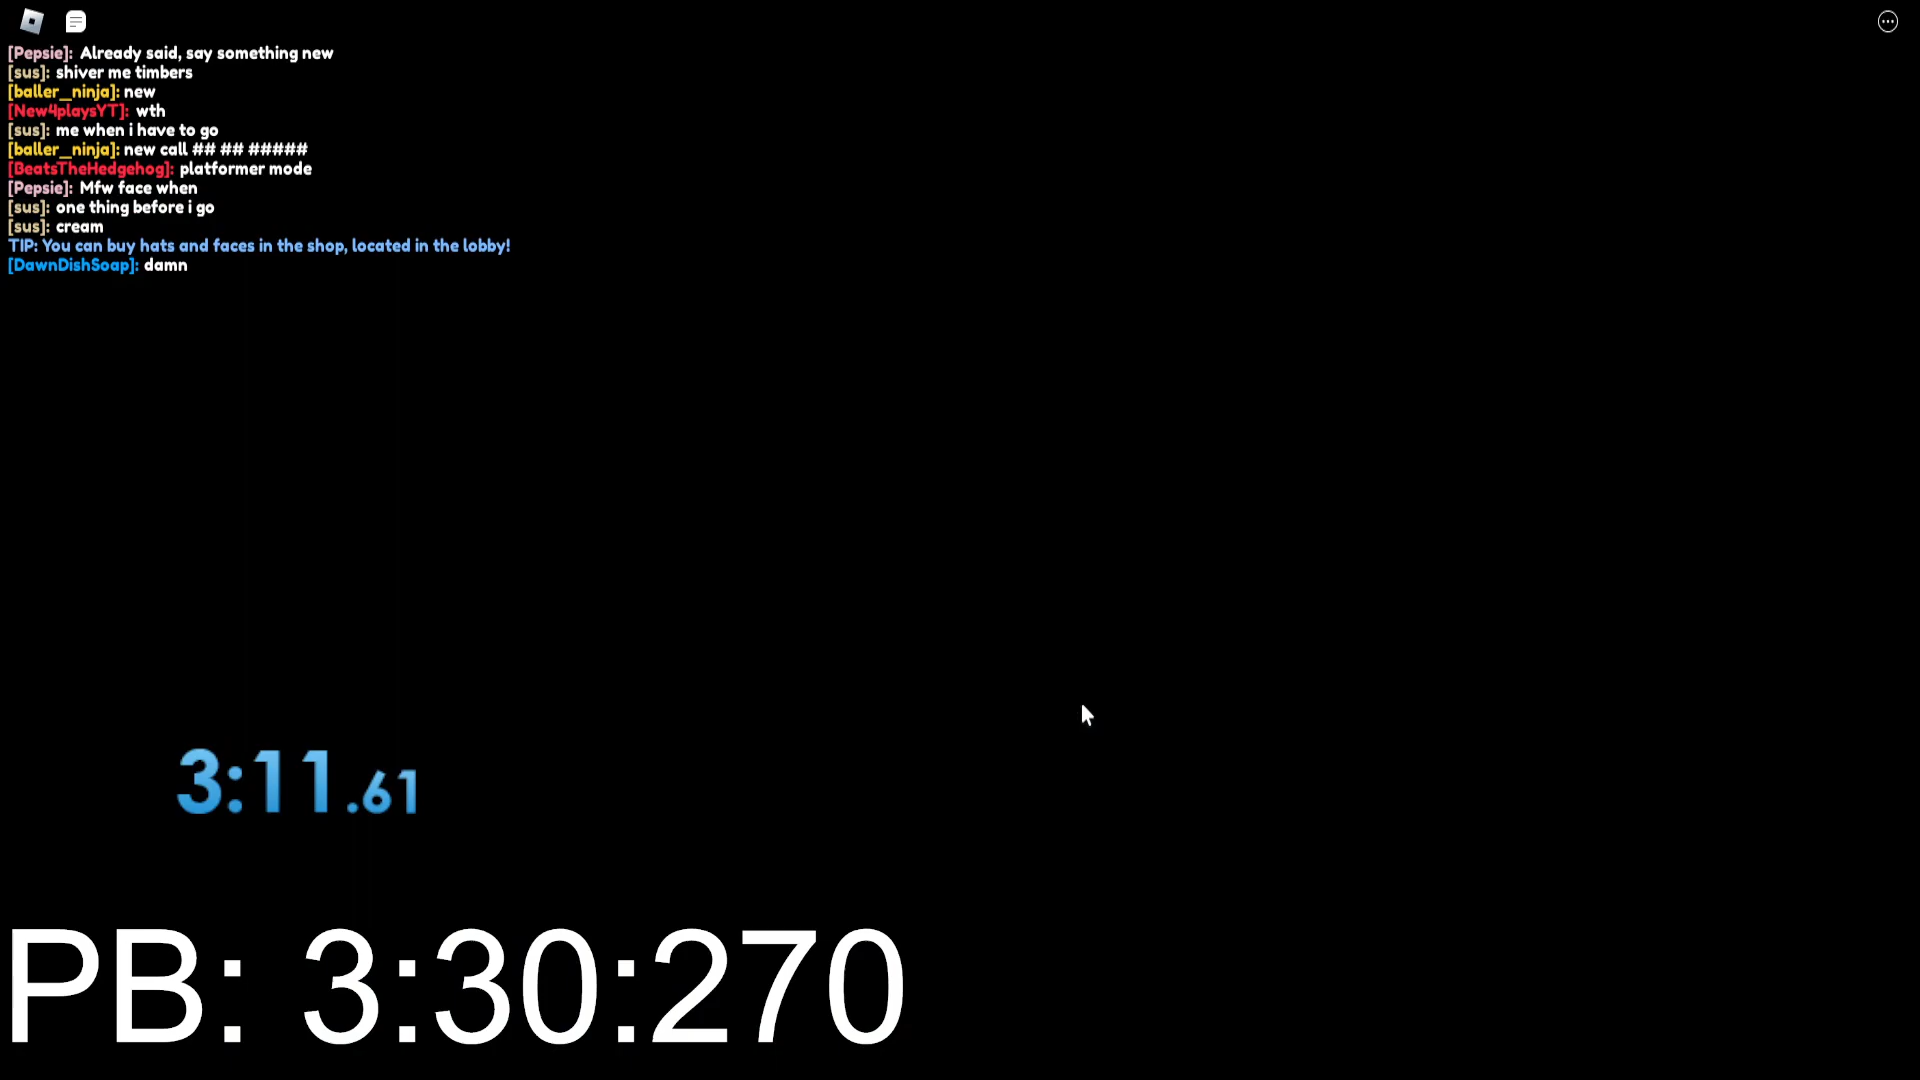 [Pepsie]: Already said, say something new
[sus]: shiver me timbers
[baller_ninja]: new
[New4playsYT]: wth
[sus]: me when i have to go
[baller_ninja]: new call ## ## #####
[BeatsTheHedgehog]: platformer mode
[Pepsie]: Mfw face when
[sus]: one thing before i go
[sus]: cream
TIP: You can buy hats and faces in the shop, located in the lobby!
[DawnDishSoap]: damn
3:11.61
PB: 3:30:270